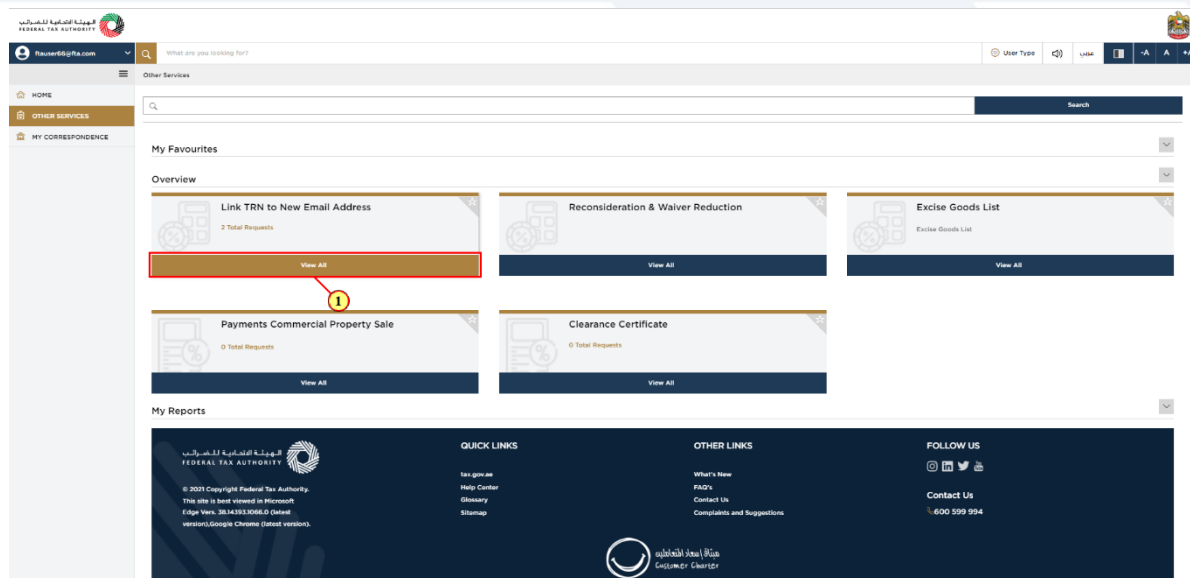 الهيئة الاتحادية للضرائب
FEDERAL TAX AUTHORITY
ftauser66@fta.com
What are you looking for?
User Type
عربي
-A
A
+A
Other Services
HOME
OTHER SERVICES
MY CORRESPONDENCE
Search
My Favourites
Overview
Link TRN to New Email Address
2 Total Requests
View All
Reconsideration & Waiver Reduction
View All
Excise Goods List
Excise Goods List
View All
1
Payments Commercial Property Sale
0 Total Requests
View All
Clearance Certificate
0 Total Requests
View All
My Reports
الهيئة الاتحادية للضرائب
FEDERAL TAX AUTHORITY
© 2021 Copyright Federal Tax Authority.
This site is best viewed in Microsoft
Edge Vers. 38.14393.1066.0 (latest
version),Google Chrome (latest version).
QUICK LINKS
tax.gov.ae
Help Center
Glossary
Sitemap
OTHER LINKS
What's New
FAQ's
Contact Us
Complaints and Suggestions
FOLLOW US
Contact Us
600 599 994
ميثاق إسعاد المتعاملين
Customer Charter